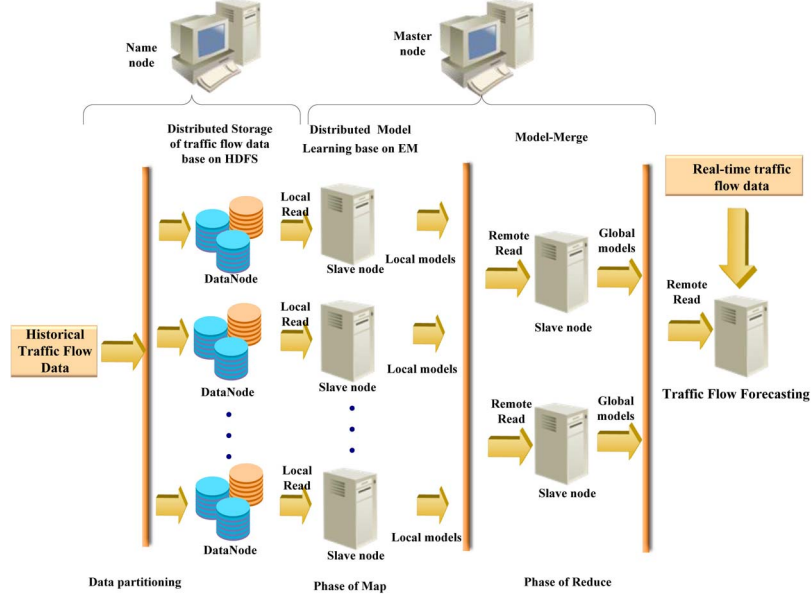 Name
node
Master
node
Distributed Storage
of traffic flow data
base on HDFS
Distributed Model
Learning base on EM
Model-Merge
Real-time traffic
flow data
Local
Read
DataNode
Slave node
Local models
Remote
Read
Slave node
Global
models
Historical
Traffic Flow
Data
Local
Read
DataNode
Slave node
Local models
Remote
Read
Traffic Flow Forecasting
Remote
Read
Slave node
Global
models
Local
Read
DataNode
Slave node
Local models
Data partitioning
Phase of Map
Phase of Reduce